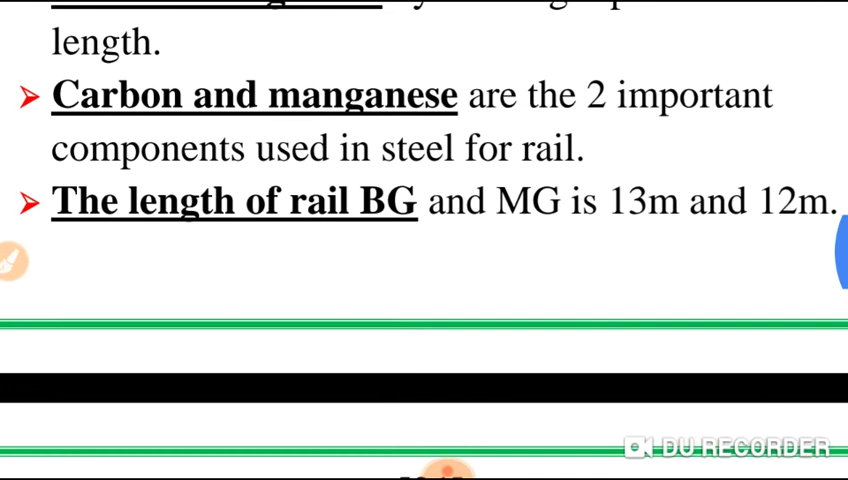 length.
➢ Carbon and manganese are the 2 important
components used in steel for rail.
➢ The length of rail BG and MG is 13m and 12m.
DU RECORDER